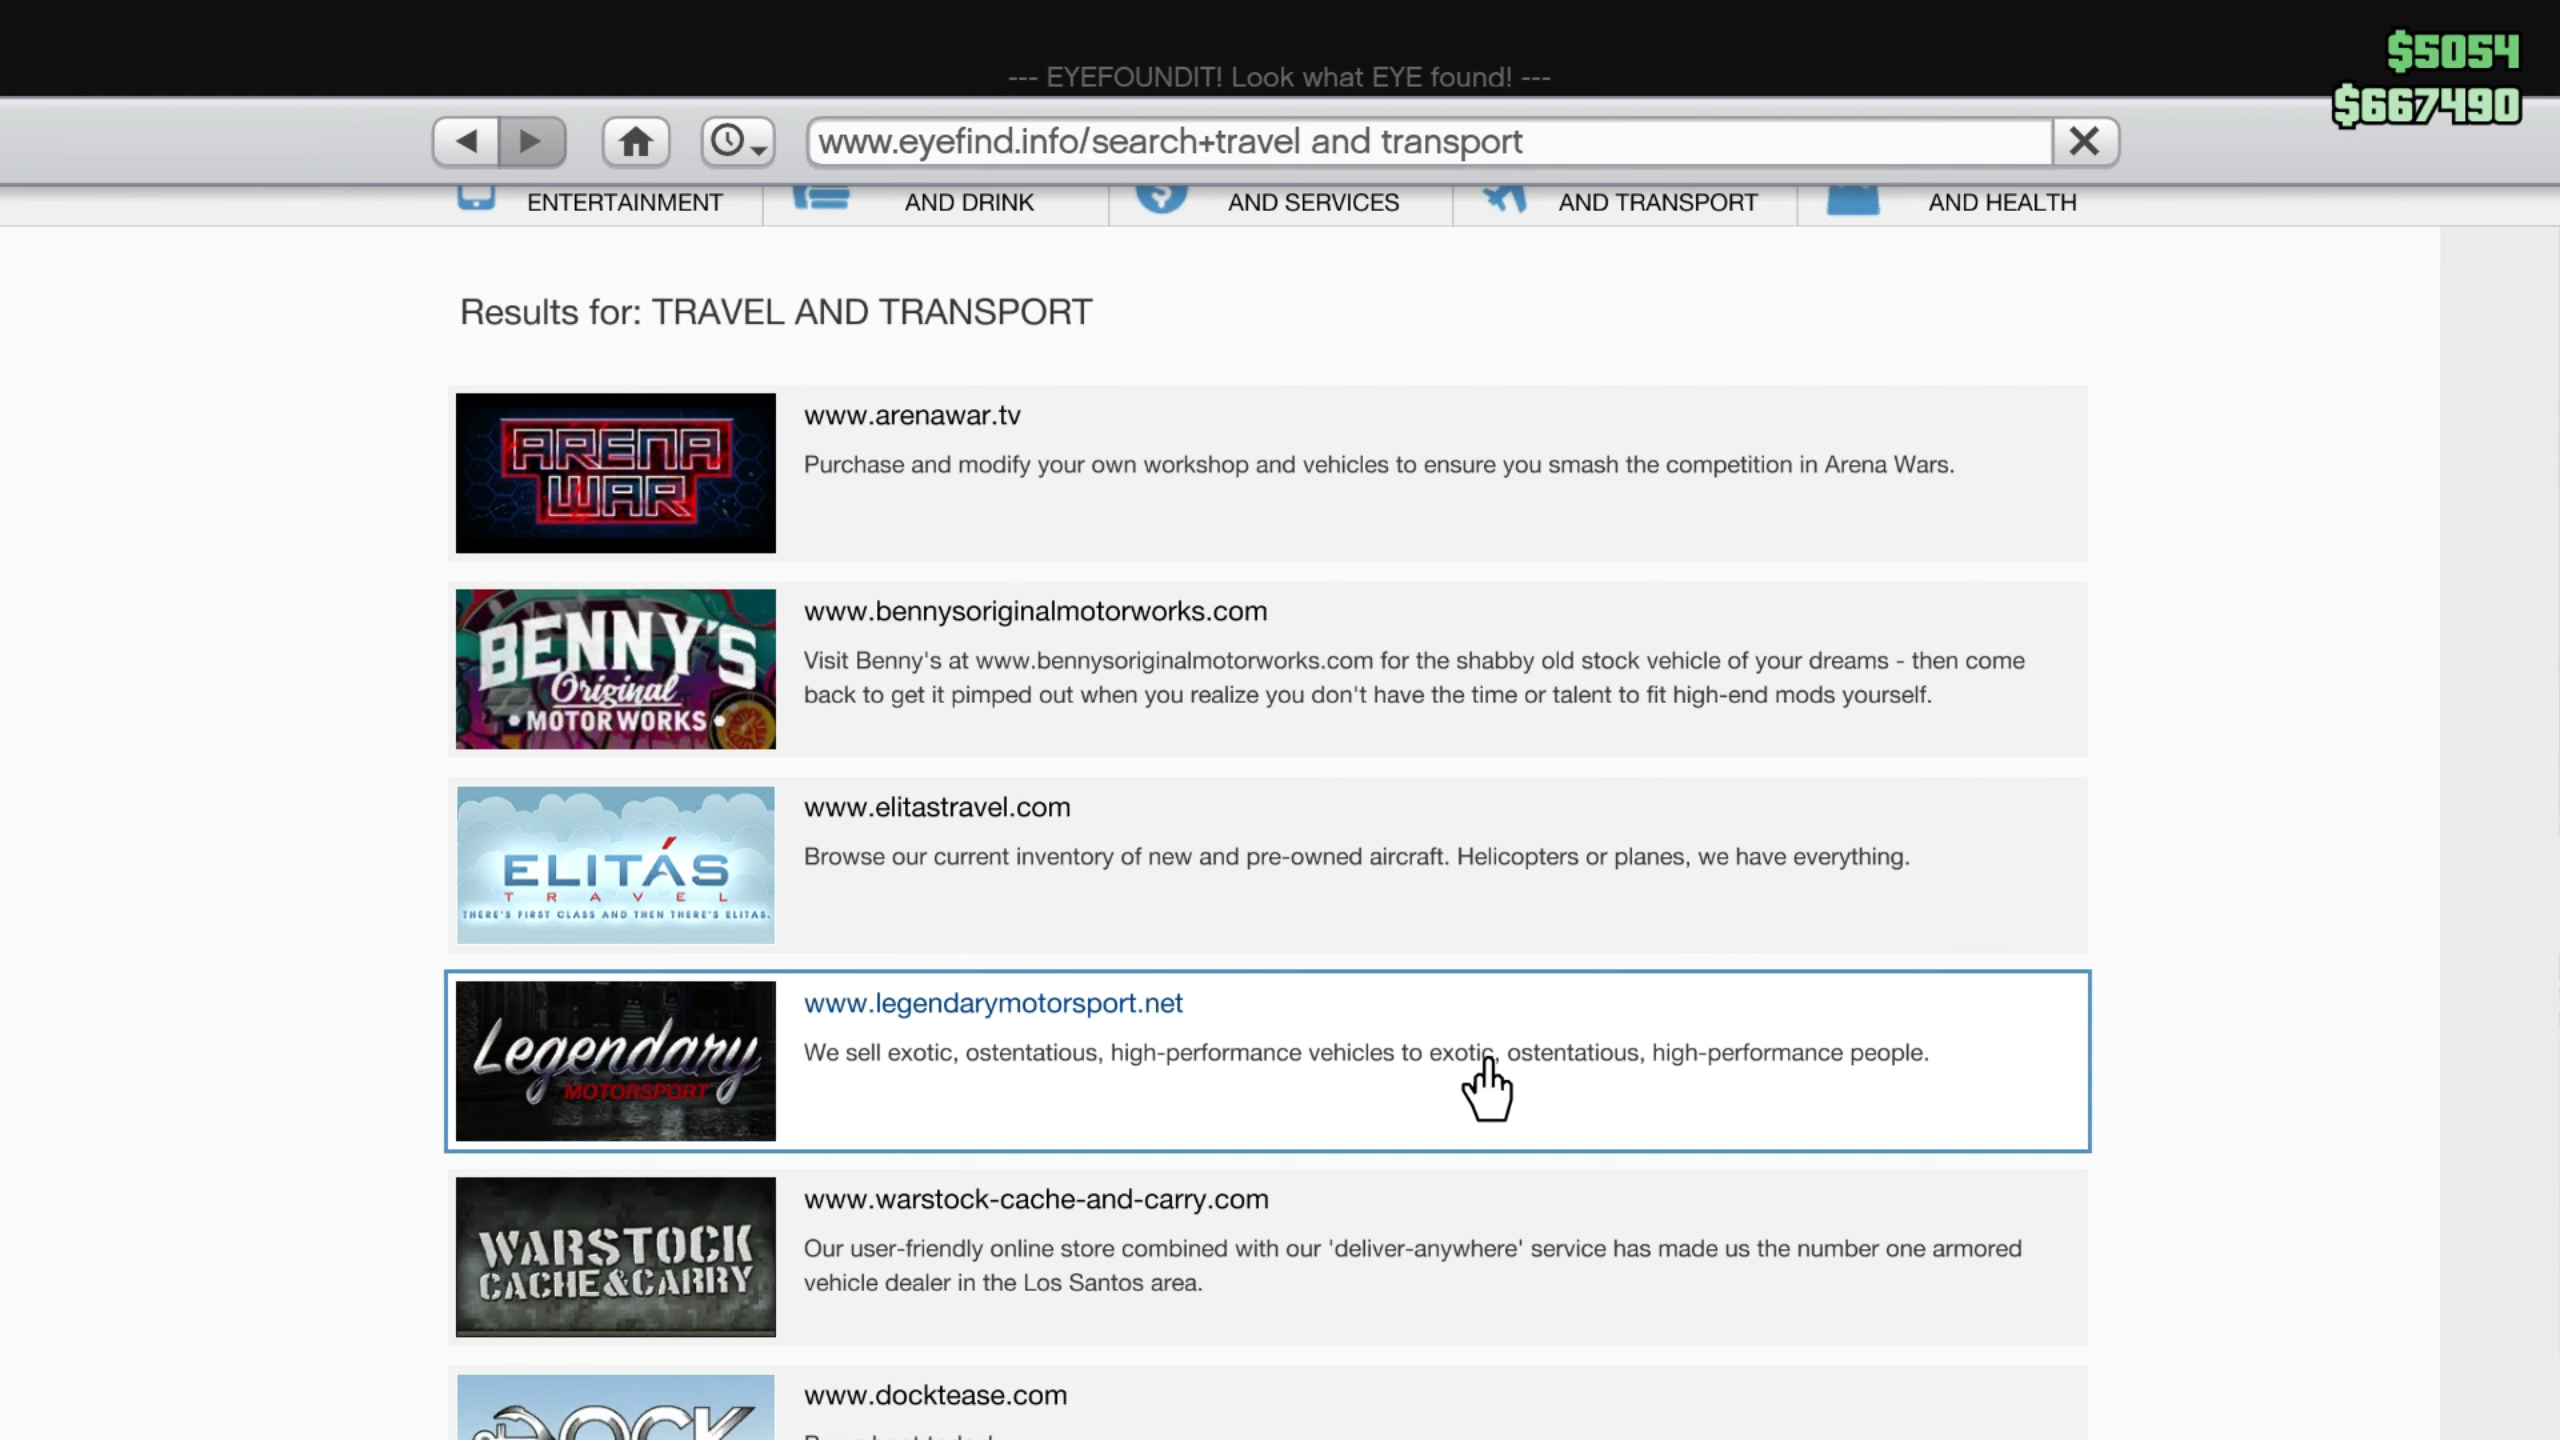 $5054
--- EYEFOUNDIT! Look what EYE found! ---
$667490
www.eyefind.info/search+travel and transport
ENTERTAINMENT
AND DRINK
AND SERVICES
AND TRANSPORT
AND HEALTH
Results for: TRAVEL AND TRANSPORT
ARENA
WAR
www.arenawar.tv
Purchase and modify your own workshop and vehicles to ensure you smash the competition in Arena Wars.
BENNY'S
Original
• MOTOR WORKS •
www.bennysoriginalmotorworks.com
Visit Benny's at www.bennysoriginalmotorworks.com for the shabby old stock vehicle of your dreams - then come
back to get it pimped out when you realize you don't have the time or talent to fit high-end mods yourself.
ELITÁS
TRAVEL
THERE'S FIRST CLASS AND THEN THERE'S ELITAS.
www.elitastravel.com
Browse our current inventory of new and pre-owned aircraft. Helicopters or planes, we have everything.
Legendary
MOTORSPORT
www.legendarymotorsport.net
We sell exotic, ostentatious, high-performance vehicles to exotic, ostentatious, high-performance people.
WARSTOCK
CACHE&CARRY
www.warstock-cache-and-carry.com
Our user-friendly online store combined with our 'deliver-anywhere' service has made us the number one armored
vehicle dealer in the Los Santos area.
DOCK
www.docktease.com